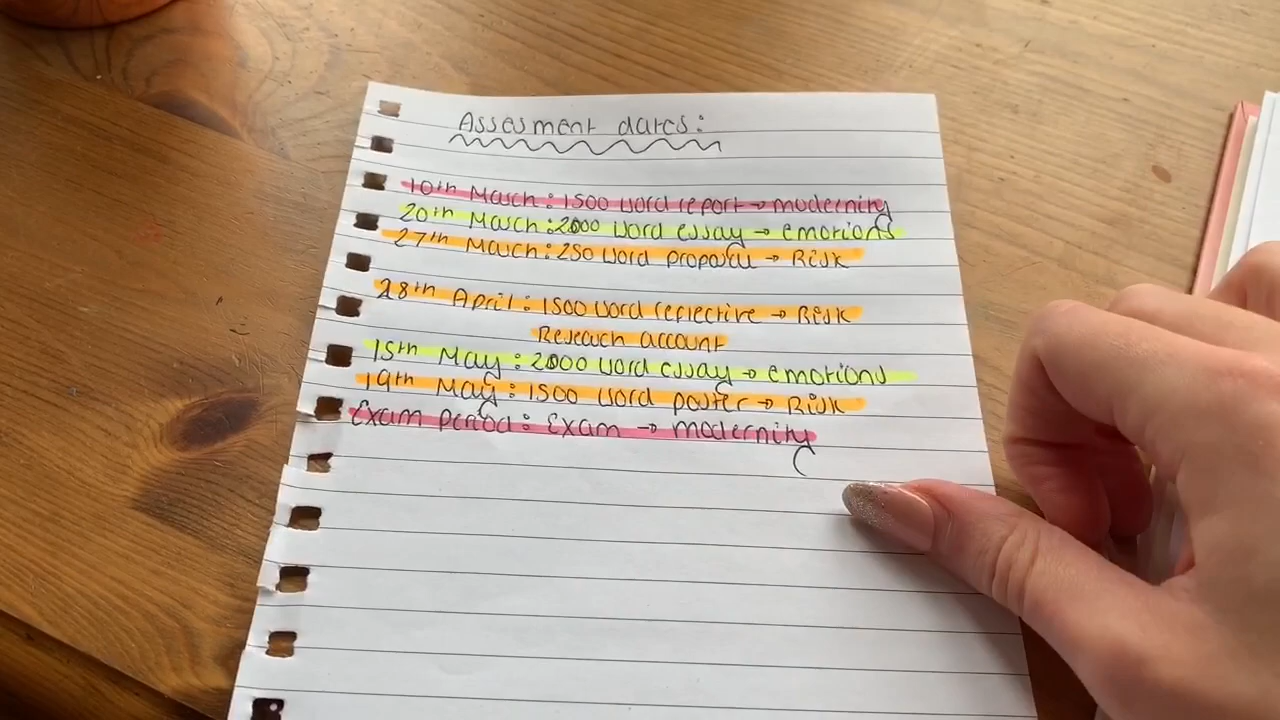 Assesment dates:
10th March: 1500 word report → modernity
20th March: 2000 word essay → emotions
27th March: 250 word proposal → Risk
28th April: 1500 word reflective → Risk
Research account
15th May: 2000 word essay → emotions
19th May: 1500 word poster → Risk
Exam period: Exam → modernity